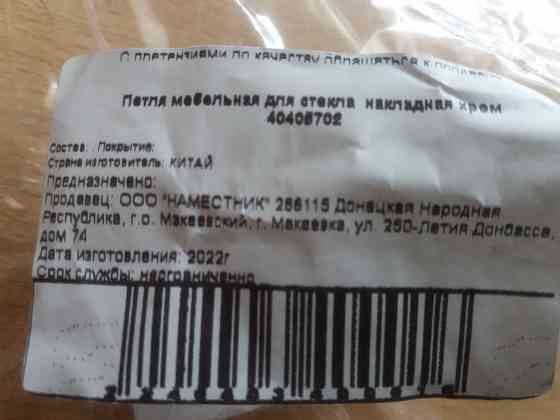 С претензиями по качеству обращаться к продавцу
Петля мебельная для стекла накладная хром
40406702
Состав: . Покрытие:
Страна изготовитель: КИТАЙ
Предназначено:
Продавец: ООО "НАМЕСТНИК" 286115 Донецкая Народная
Республика, г.о. Макеевский, г. Макеевка, ул. 250-Летия Донбасса,
дом 74
Дата изготовления: 2022г
Срок службы: неограниченно